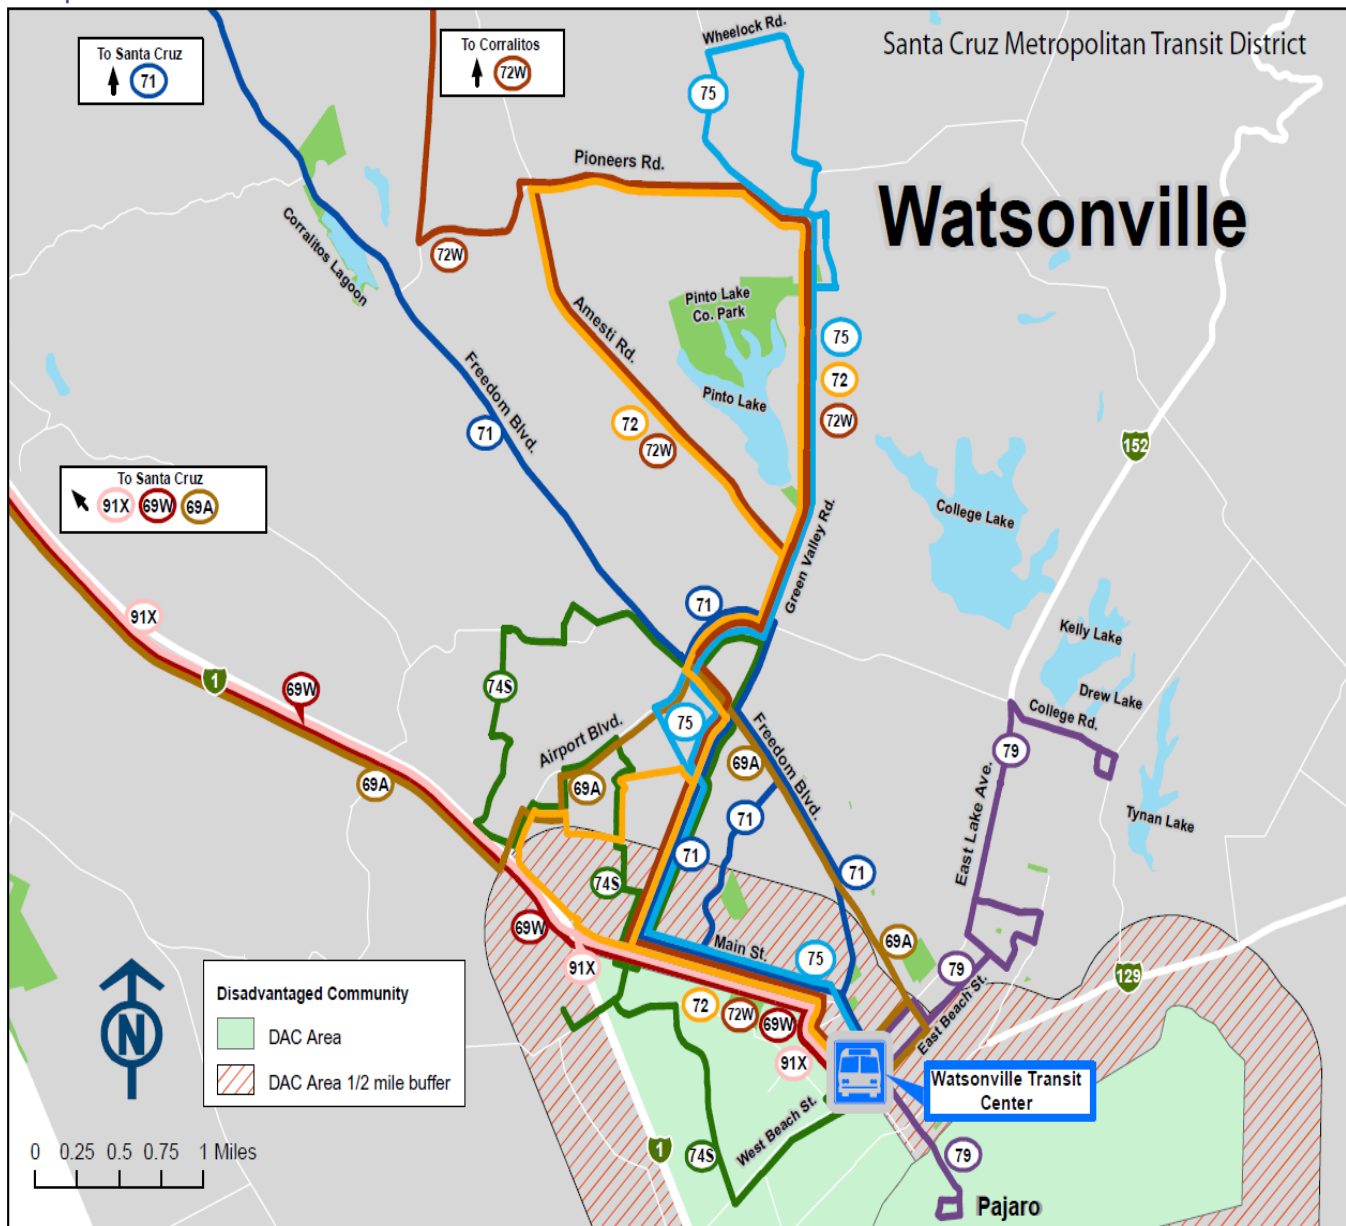 Santa Cruz Metropolitan Transit District
To Santa Cruz
71
To Corralitos
72W
Wheelock Rd.
75
Pioneers Rd.
Watsonville
Corralitos Lagoon
72W
Pinto Lake
Co. Park
Amesti Rd.
75
72
72W
Freedom Blvd.
71
Pinto Lake
72
72W
152
To Santa Cruz
91X
69W
69A
College Lake
Green Valley Rd.
71
91X
Kelly Lake
1
69W
74S
Drew Lake
College Rd.
Airport Blvd.
75
Freedom Blvd.
79
69A
69A
69A
71
East Lake Ave.
Tynan Lake
71
71
74S
69W
Main St.
69A
75
91X
79
129
Disadvantaged Community
DAC Area
DAC Area 1/2 mile buffer
72
72W
69W
91X
East Beach St.
Watsonville Transit
Center
N
West Beach St.
1
74S
79
0 0.25 0.5 0.75 1 Miles
Pajaro